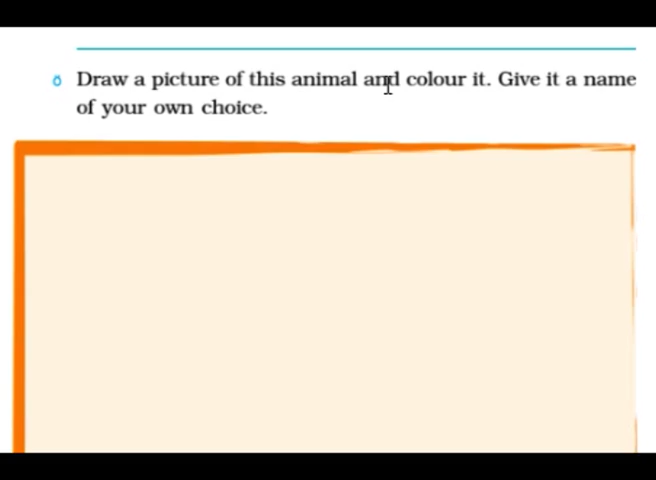 Draw a picture of this animal and colour it. Give it a name
of your own choice.